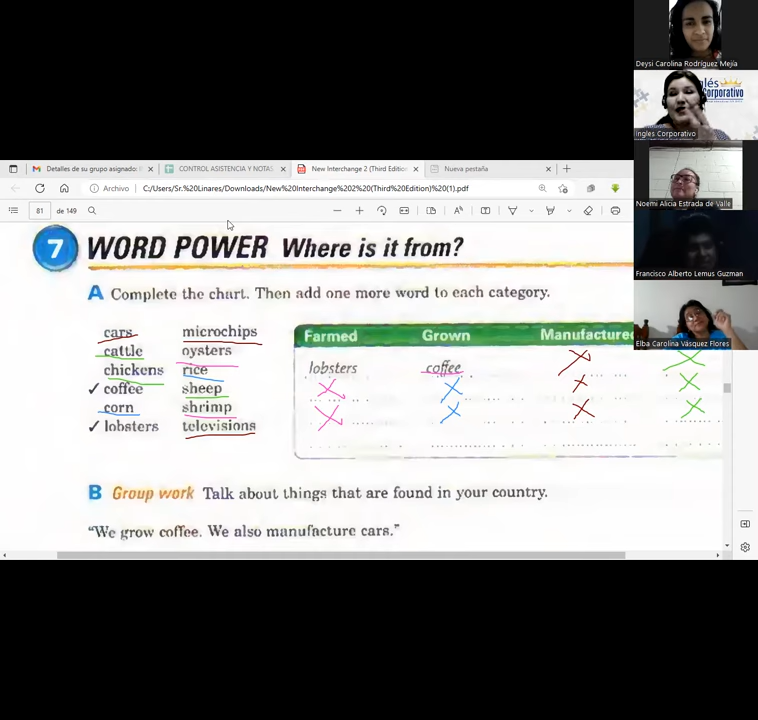 Deysi Carolina Rodríguez Mejía
Inglés Corporativo
Ingles Corporativo
Noemi Alicia Estrada de Valle
Francisco Alberto Lemus Guzman
Elba Carolina Vásquez Flores
Detalles de su grupo asignado:
CONTROL ASISTENCIA Y NOTAS
New Interchange 2 (Third Edition
Nueva pestaña
Archivo C:/Users/Sr.%20Linares/Downloads/New%20Interchange%202%20(Third%20Edition)%20(1).pdf
81 de 149
7 WORD POWER Where is it from?
A Complete the chart. Then add one more word to each category.
cars microchips
cattle oysters
chickens rice
✓ coffee sheep
corn shrimp
✓ lobsters televisions
Farmed Grown Manufactured
lobsters coffee
B Group work Talk about things that are found in your country.
“We grow coffee. We also manufacture cars.”